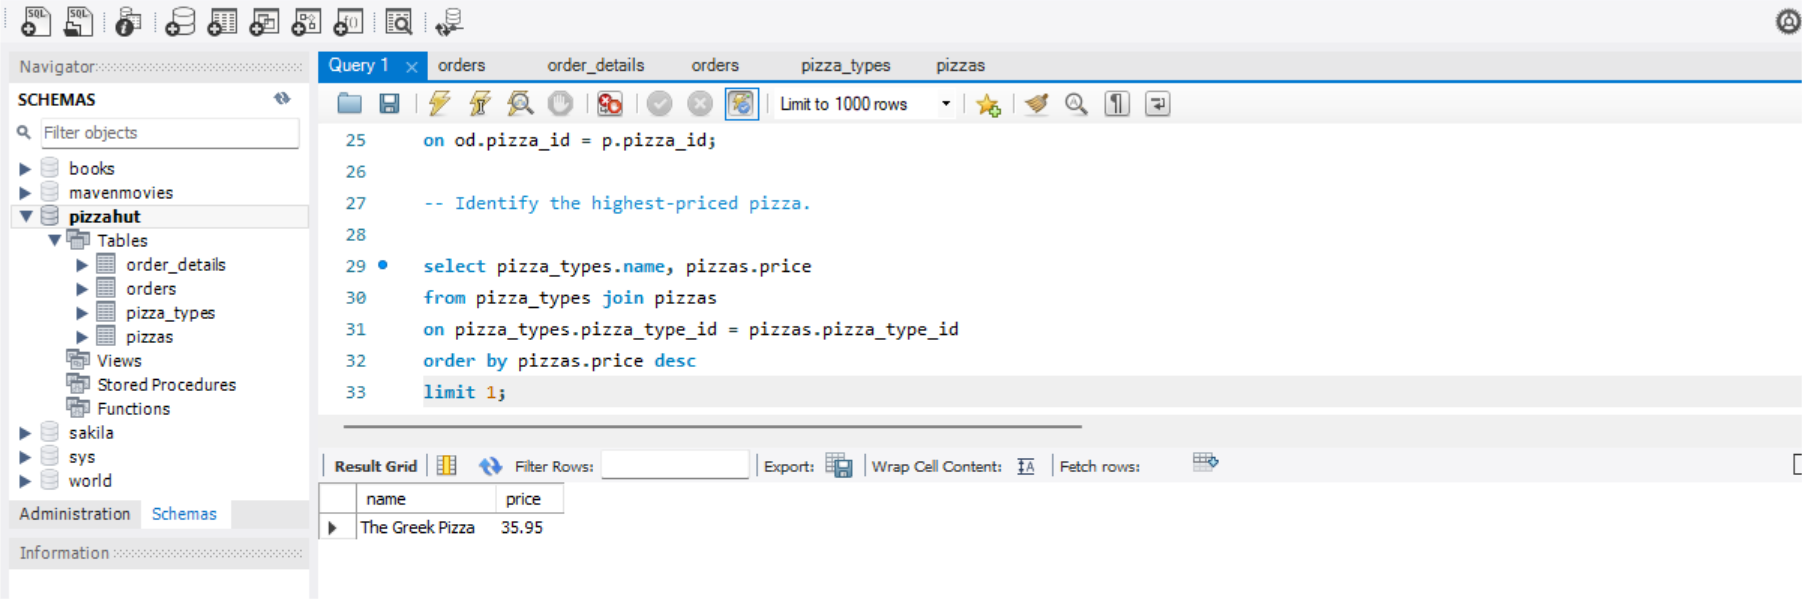 Navigator
SCHEMAS
Filter objects
books
mavenmovies
pizzahut
Tables
order_details
orders
pizza_types
pizzas
Views
Stored Procedures
Functions
sakila
sys
world
Administration Schemas
Information
Query 1 orders order_details orders pizza_types pizzas
Limit to 1000 rows
25 on od.pizza_id = p.pizza_id;
26
27 -- Identify the highest-priced pizza.
28
29 select pizza_types.name, pizzas.price
30 from pizza_types join pizzas
31 on pizza_types.pizza_type_id = pizzas.pizza_type_id
32 order by pizzas.price desc
33 limit 1;
Result Grid Filter Rows: Export: Wrap Cell Content: Fetch rows:
name price
The Greek Pizza 35.95